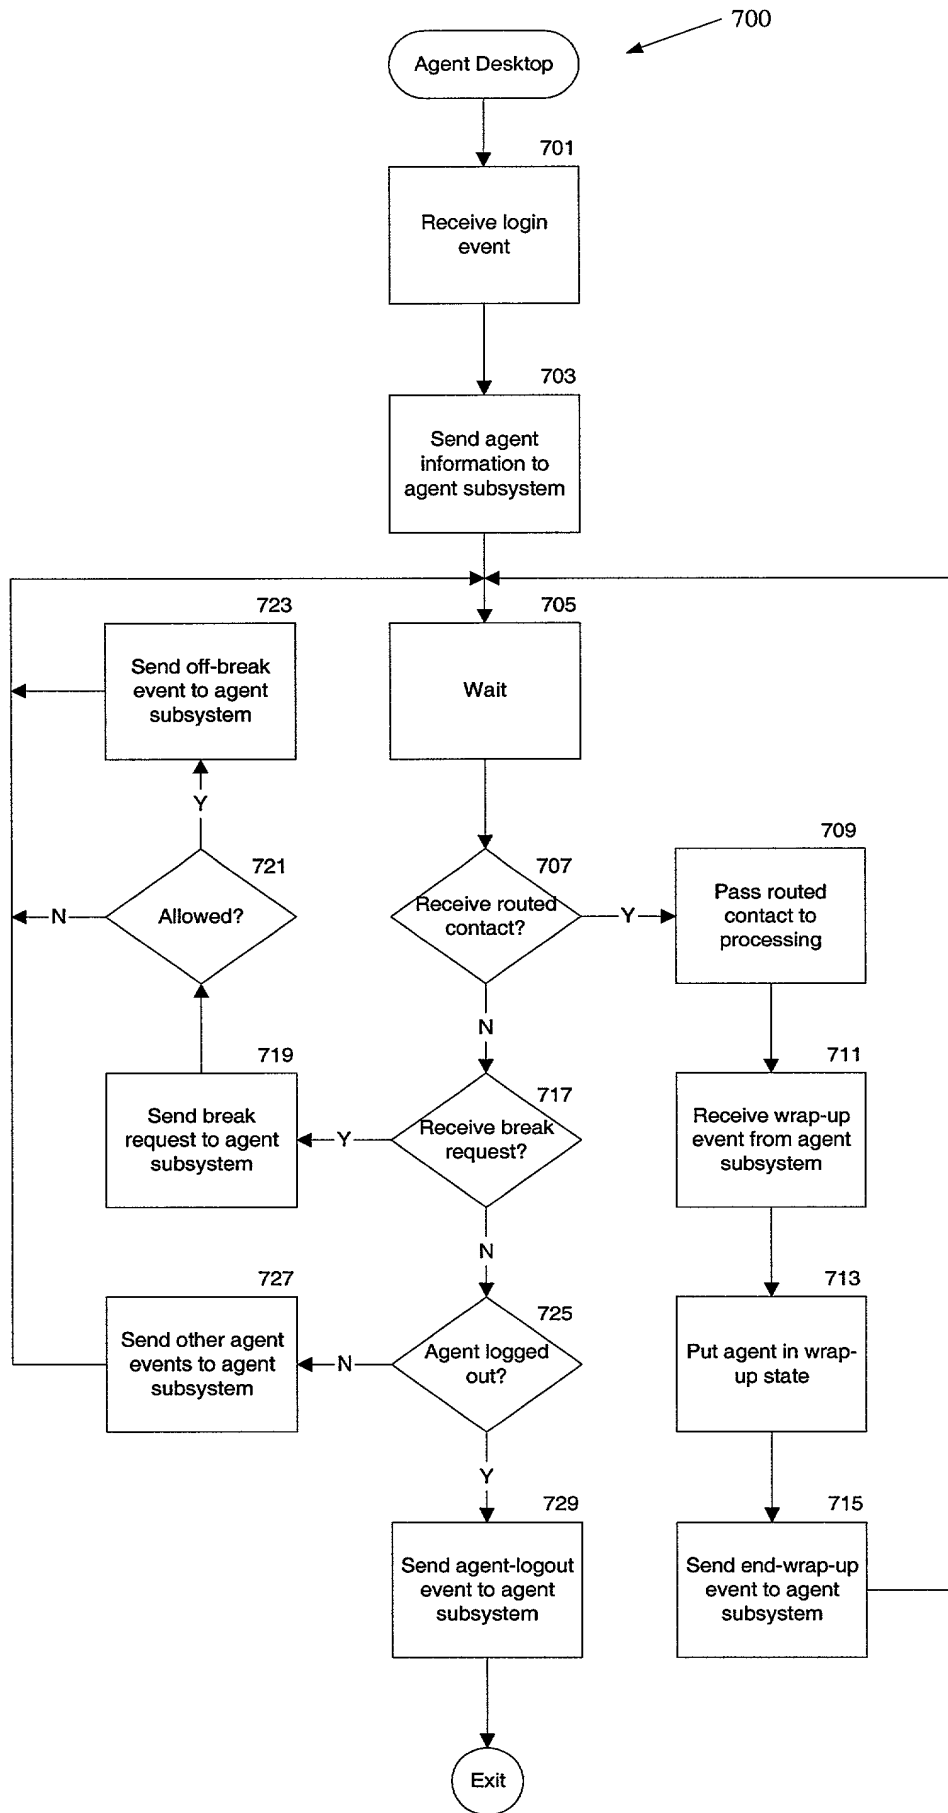 700
Agent Desktop
701
Receive login
event
703
Send agent
information to
agent subsystem
723
Send off-break
event to agent
subsystem
705
Wait
Y
721
Allowed?
N
707
Receive routed
contact?
Y
709
Pass routed
contact to
processing
N
719
Send break
request to agent
subsystem
717
Receive break
request?
Y
711
Receive wrap-up
event from agent
subsystem
N
727
Send other agent
events to agent
subsystem
725
Agent logged
out?
N
713
Put agent in wrap-
up state
Y
729
Send agent-logout
event to agent
subsystem
715
Send end-wrap-up
event to agent
subsystem
Exit